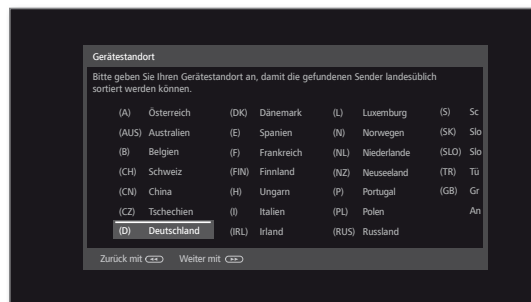 Gerätestandort
Bitte geben Sie Ihren Gerätestandort an, damit die gefundenen Sender landesüblich
sortiert werden können.
(A) Österreich (DK) Dänemark (L) Luxemburg (S) Sc
(AUS) Australien (E) Spanien (N) Norwegen (SK) Slo
(B) Belgien (F) Frankreich (NL) Niederlande (SLO) Slo
(CH) Schweiz (FIN) Finnland (NZ) Neuseeland (TR) Tü
(CN) China (H) Ungarn (P) Portugal (GB) Gr
(CZ) Tschechien (I) Italien (PL) Polen An
(D) Deutschland (IRL) Irland (RUS) Russland
Zurück mit Weiter mit